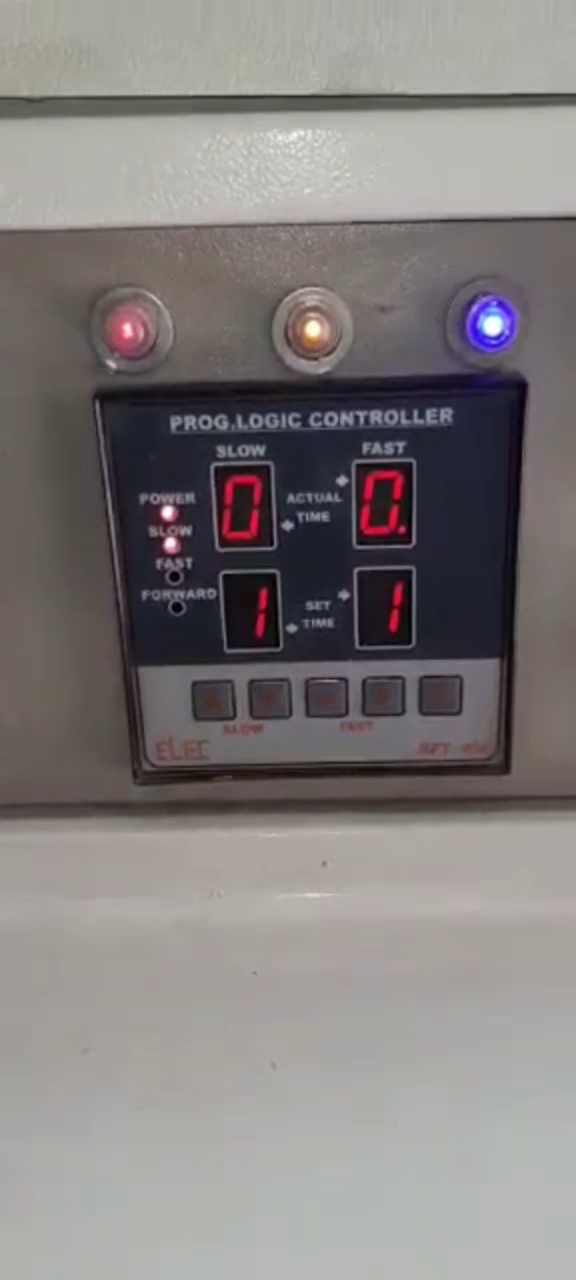 PROG.LOGIC CONTROLLER
SLOW FAST
POWER
0 ACTUAL TIME 0.
SLOW
FAST
FORWARD
1 SET TIME 1
SLOW FAST
ELEC